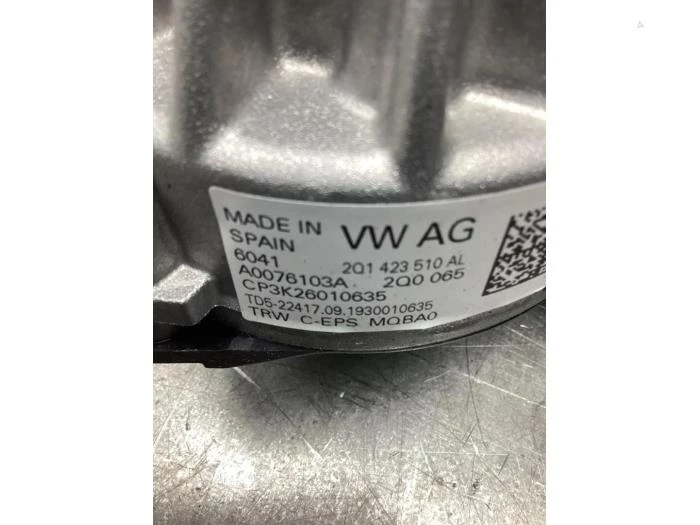 MADE IN
SPAIN VW AG
6041 2Q1 423 510 AL
A0076103A 2Q0 065
CP3K26010635
TD5-22417.09.1930010635
TRW C-EPS MQBA0